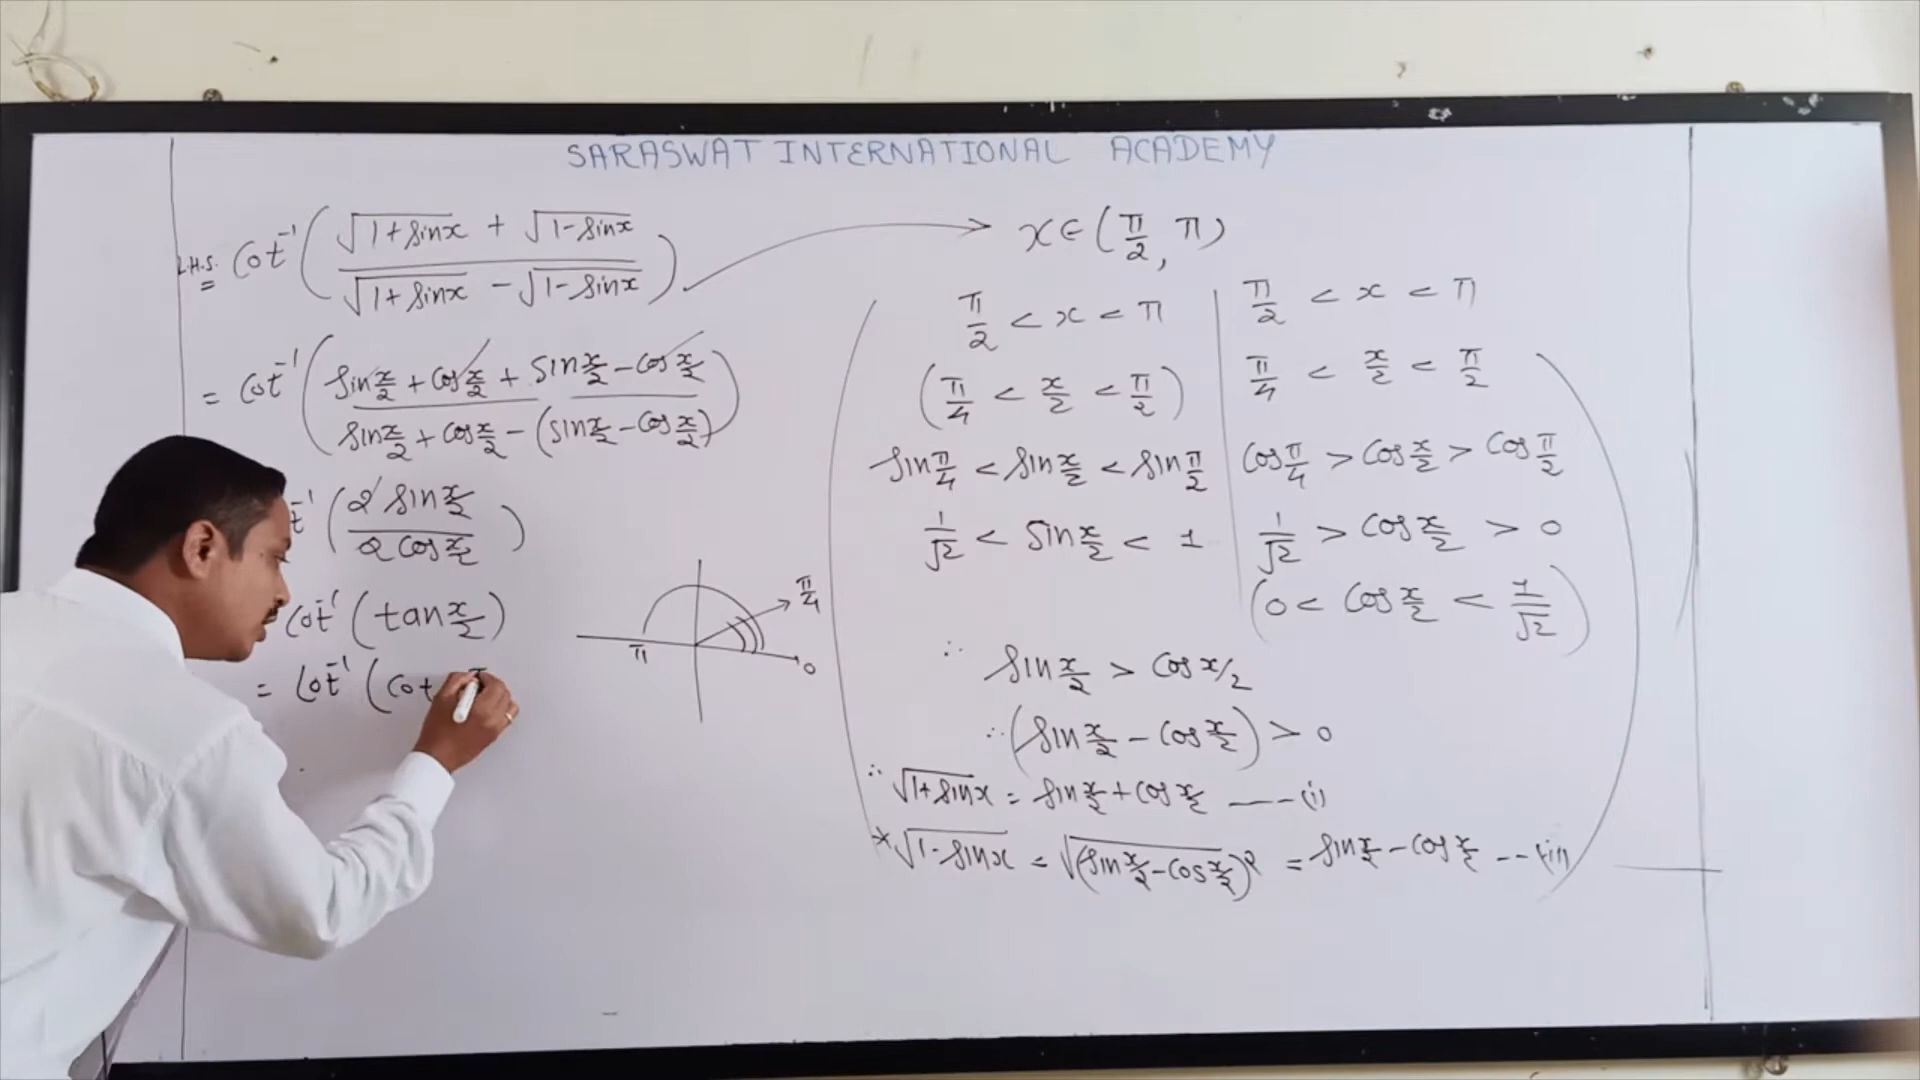 SARASWAT INTERNATIONAL ACADEMY
L.H.S. = Cot⁻¹ ( (√(1+sinx) + √(1-sinx)) / (√(1+sinx) - √(1-sinx)) )
= Cot⁻¹ ( (sin x/2 + cos x/2 + sin x/2 - cos x/2) / (sin x/2 + cos x/2 - (sin x/2 - cos x/2)) )
t⁻¹ ( 2 sin x/2 / 2 cos x/2 )
Cot⁻¹ ( tan x/2 )
= Cot⁻¹ ( cot π
π/4
π
0
x ∈ ( π/2 , π )
π/2 < x < π
( π/4 < x/2 < π/2 )
sin π/4 < sin x/2 < sin π/2
1/√2 < sin x/2 < 1
π/2 < x < π
π/4 < x/2 < π/2
cos π/4 > cos x/2 > cos π/2
1/√2 > cos x/2 > 0
( 0 < cos x/2 < 1/√2 )
∴ sin x/2 > cos x/2
∴ ( sin x/2 - cos x/2 ) > 0
∴ √(1+sinx) = sin x/2 + cos x/2 —— (i)
* √(1-sinx) = √(sin x/2 - cos x/2)² = sin x/2 - cos x/2 -- (ii)